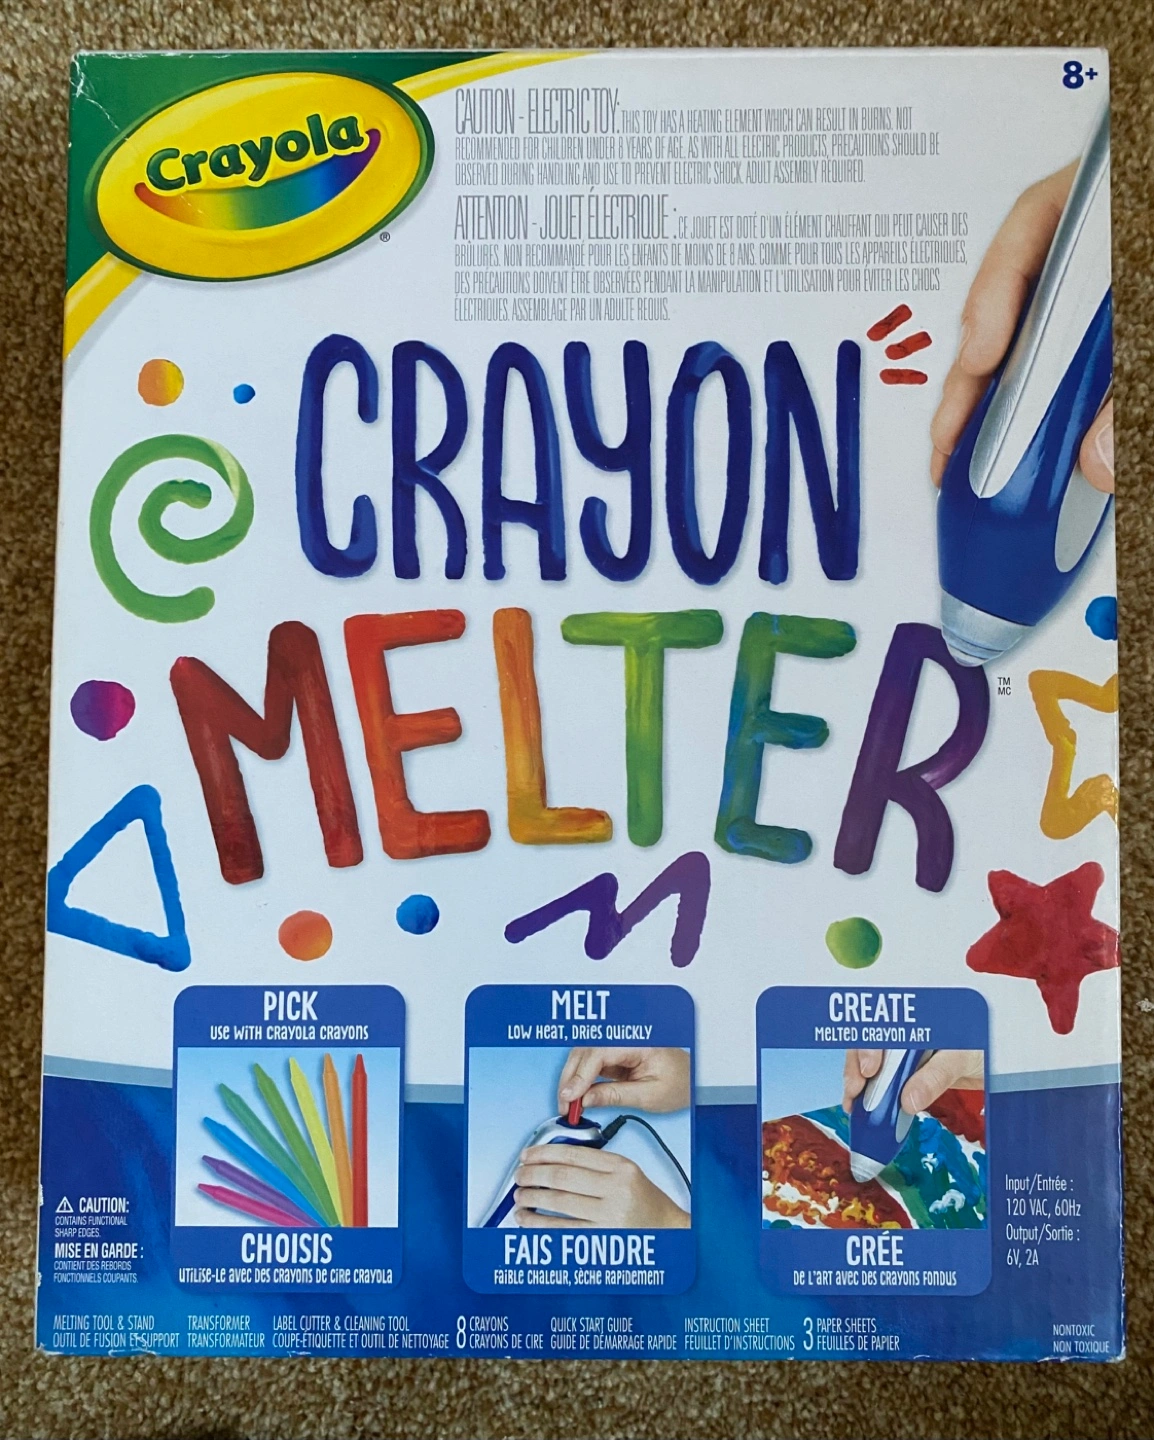 Crayola
®
8+
CAUTION - ELECTRIC TOY: THIS TOY HAS A HEATING ELEMENT WHICH CAN RESULT IN BURNS. NOT
RECOMMENDED FOR CHILDREN UNDER 8 YEARS OF AGE. AS WITH ALL ELECTRIC PRODUCTS, PRECAUTIONS SHOULD BE
OBSERVED DURING HANDLING AND USE TO PREVENT ELECTRIC SHOCK. ADULT ASSEMBLY REQUIRED.
ATTENTION - JOUET ÉLECTRIQUE : CE JOUET EST DOTÉ D'UN ÉLÉMENT CHAUFFANT QUI PEUT CAUSER DES
BRÛLURES. NON RECOMMANDÉ POUR LES ENFANTS DE MOINS DE 8 ANS. COMME POUR TOUS LES APPAREILS ÉLECTRIQUES,
DES PRÉCAUTIONS DOIVENT ÊTRE OBSERVÉES PENDANT LA MANIPULATION ET L'UTILISATION POUR ÉVITER LES CHOCS
ÉLECTRIQUES. ASSEMBLAGE PAR UN ADULTE REQUIS.
CRAYON
MELTER
TM
MC
PICK
USE WITH CRAYOLA CRAYONS
CHOISIS
UTILISE-LE AVEC DES CRAYONS DE CIRE CRAYOLA
MELT
LOW HEAT, DRIES QUICKLY
FAIS FONDRE
FAIBLE CHALEUR, SÈCHE RAPIDEMENT
CREATE
MELTED CRAYON ART
CRÉE
DE L'ART AVEC DES CRAYONS FONDUS
CAUTION:
CONTAINS FUNCTIONAL
SHARP EDGES.
MISE EN GARDE :
CONTIENT DES REBORDS
FONCTIONNELS COUPANTS.
Input/Entrée :
120 VAC, 60Hz
Output/Sortie :
6V, 2A
MELTING TOOL & STAND
OUTIL DE FUSION ET SUPPORT
TRANSFORMER
TRANSFORMATEUR
LABEL CUTTER & CLEANING TOOL
COUPE-ÉTIQUETTE ET OUTIL DE NETTOYAGE
8 CRAYONS
CRAYONS DE CIRE
QUICK START GUIDE
GUIDE DE DÉMARRAGE RAPIDE
INSTRUCTION SHEET
FEUILLET D'INSTRUCTIONS
3 PAPER SHEETS
FEUILLES DE PAPIER
NONTOXIC
NON TOXIQUE